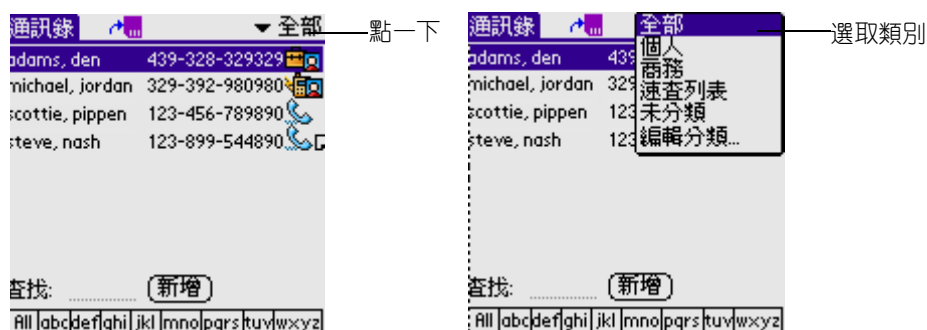 通訊錄 全部
點一下
adams, den 439-328-329329
michael, jordan 329-392-980980
scottie, pippen 123-456-789890
steve, nash 123-899-544890
查找: 新增
All abc def ghi jkl mno pqrs tuv wxyz
通訊錄 全部
選取類別
個人
商務
速查列表
未分類
編輯分類...
adams, den 439
michael, jordan 329
scottie, pippen 123
steve, nash 123
查找: 新增
All abc def ghi jkl mno pqrs tuv wxyz